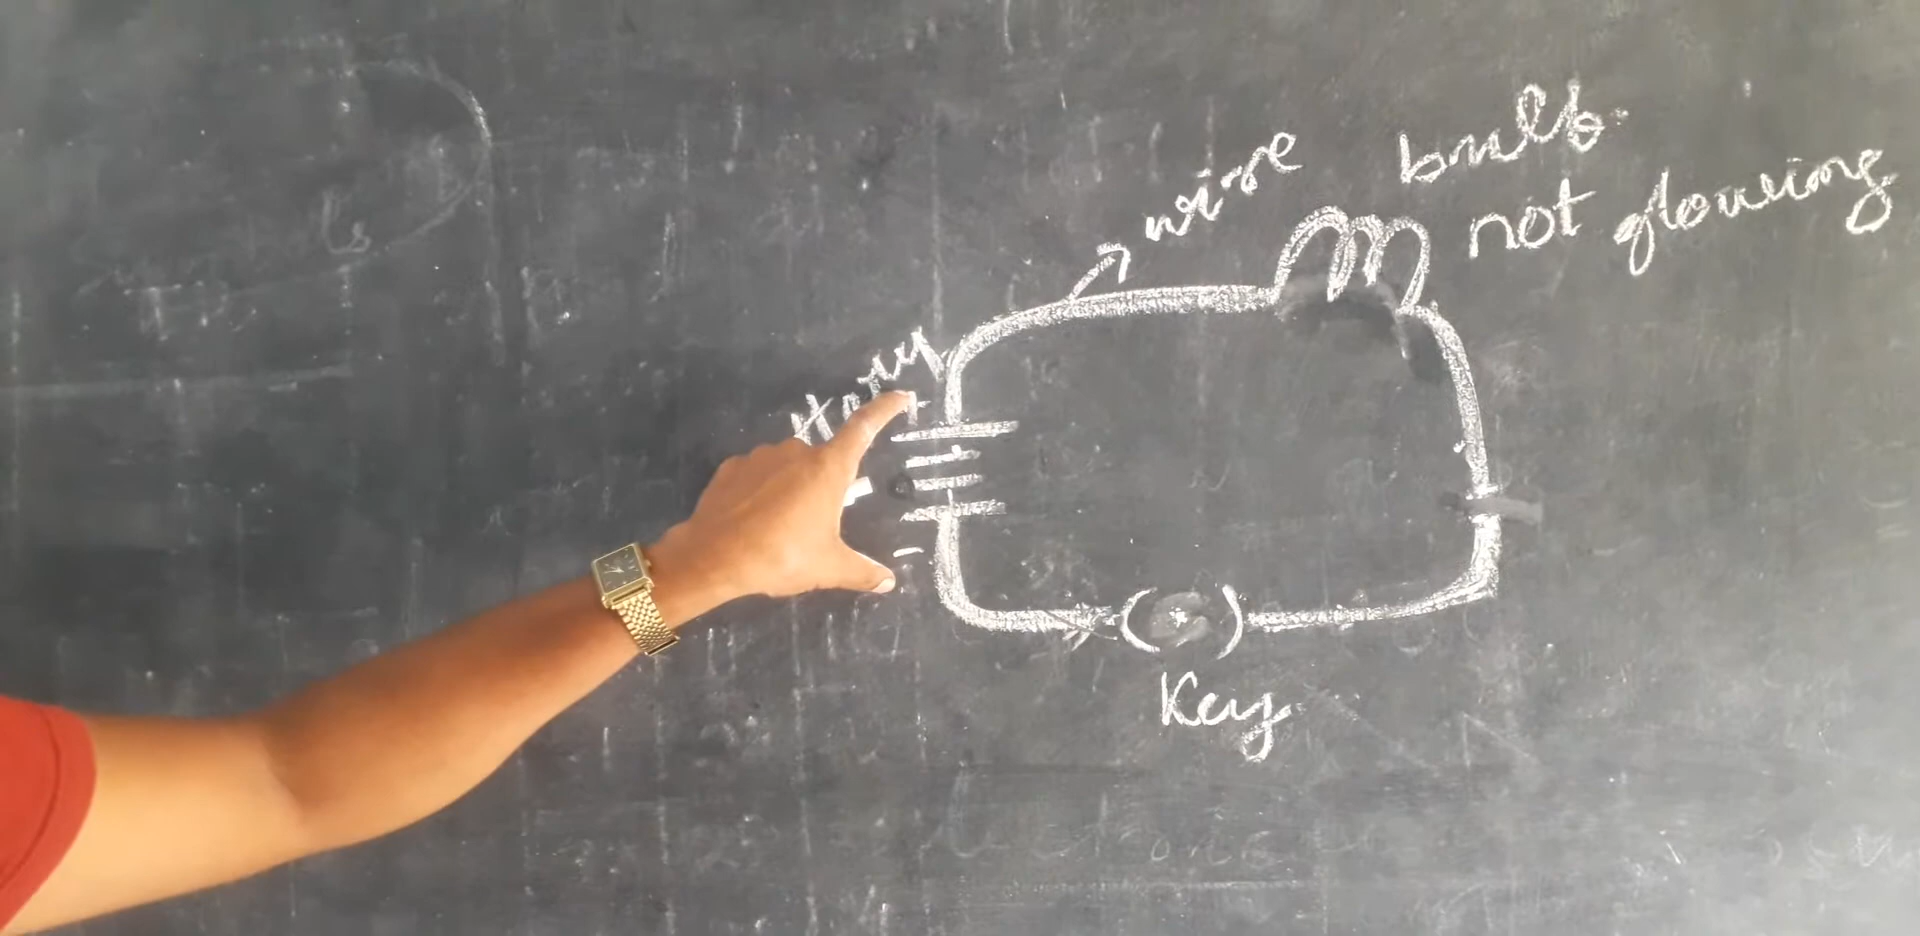 bulb
wire
not glowing
+
-
Key